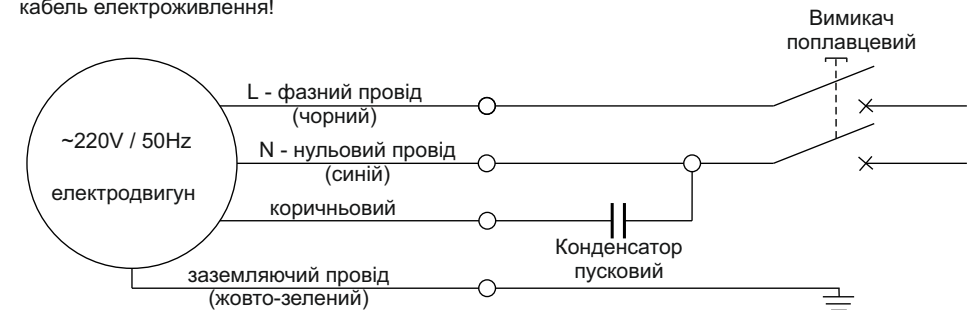 кабель електроживлення!
Вимикач
поплавцевий
L - фазний провід
(чорний)
~220V / 50Hz
N - нульовий провід
(синій)
електродвигун
коричньовий
Конденсатор
пусковий
заземляючий провід
(жовто-зелений)